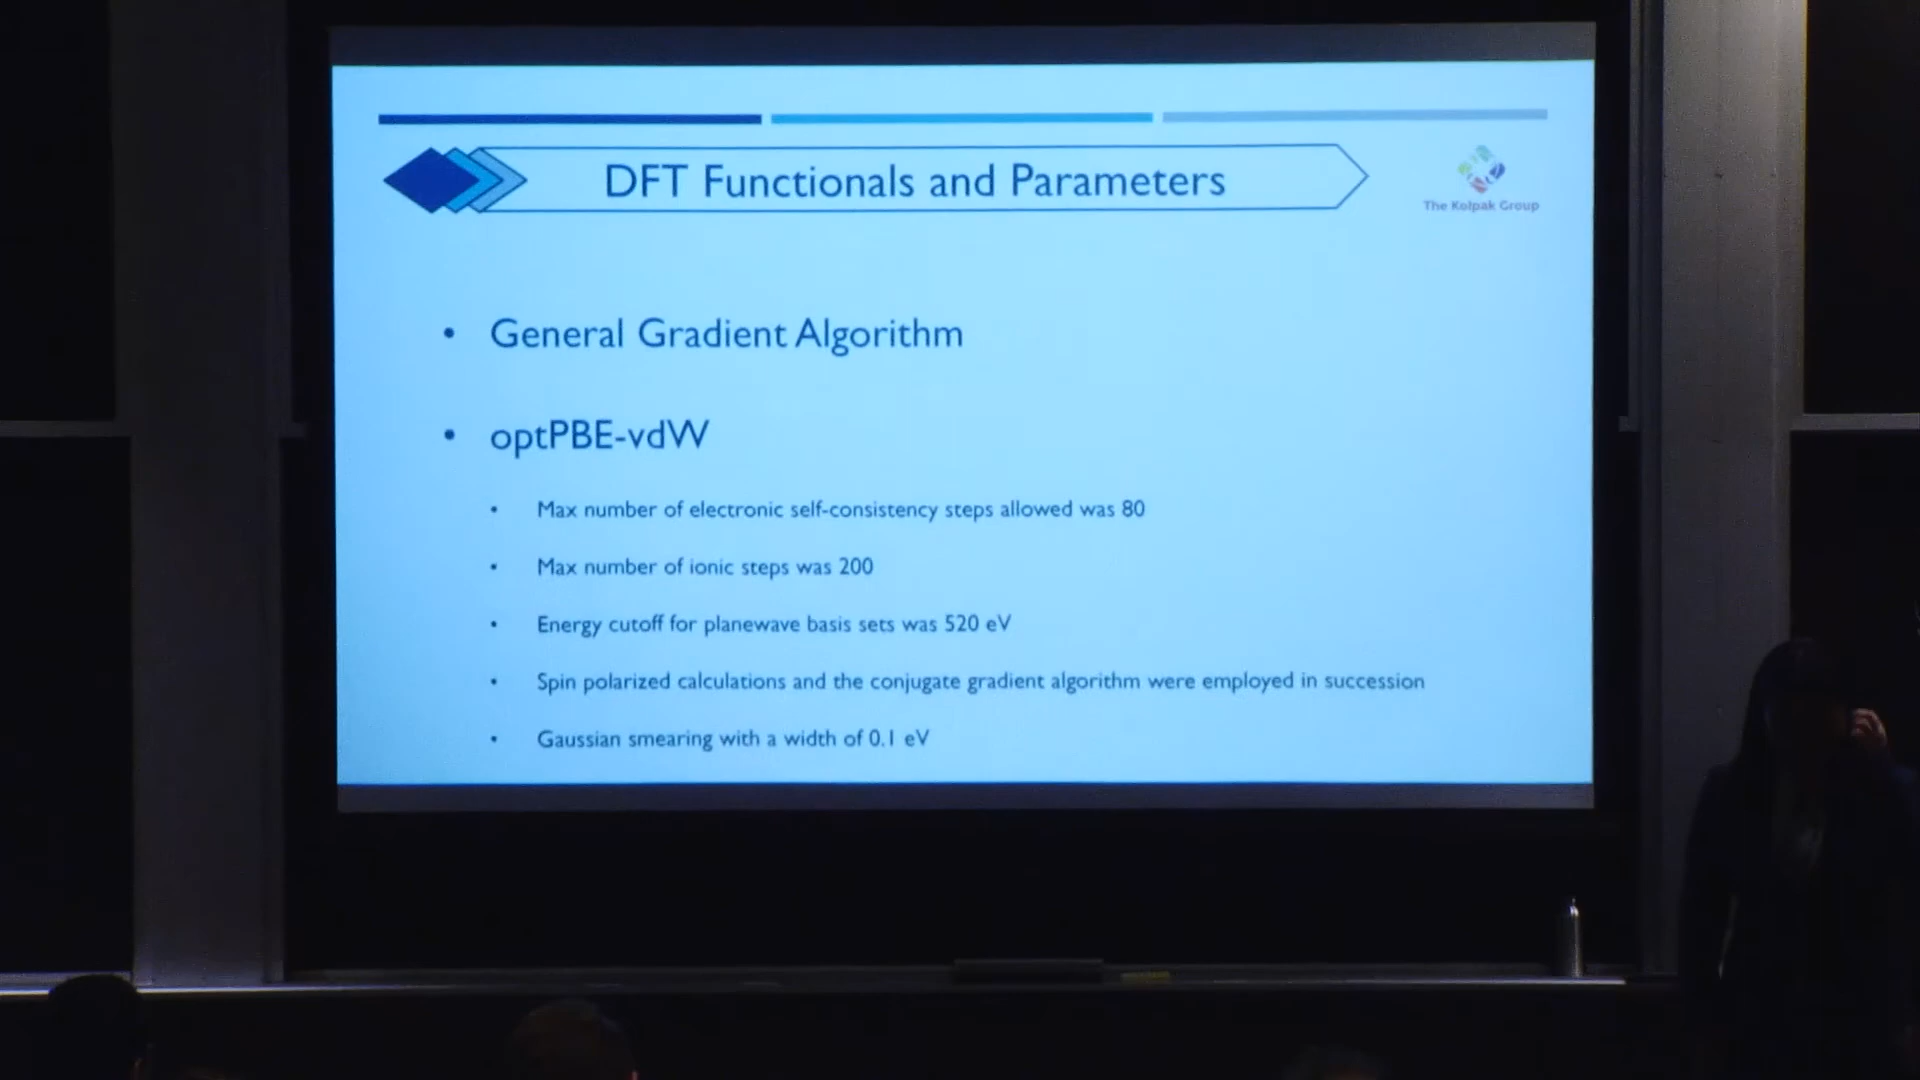 DFT Functionals and Parameters
The Kolpak Group
• General Gradient Algorithm
• optPBE-vdW
• Max number of electronic self-consistency steps allowed was 80
• Max number of ionic steps was 200
• Energy cutoff for planewave basis sets was 520 eV
• Spin polarized calculations and the conjugate gradient algorithm were employed in succession
• Gaussian smearing with a width of 0.1 eV